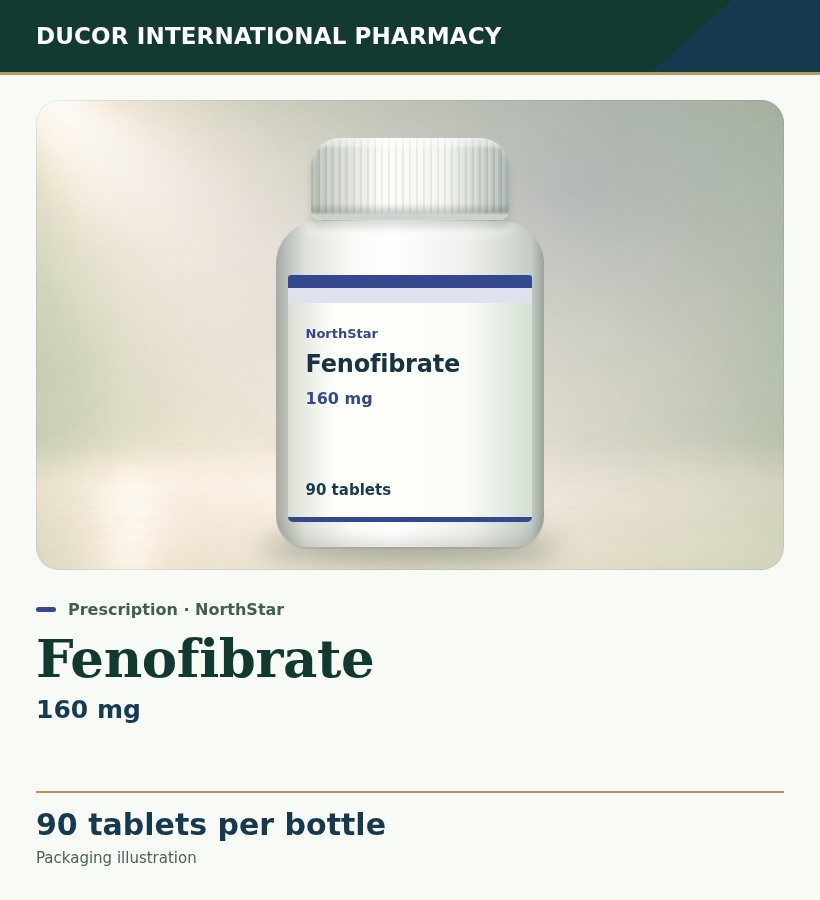 DUCOR INTERNATIONAL PHARMACY
NorthStar
Fenofibrate
160 mg
90 tablets
Prescription · NorthStar
Fenofibrate
160 mg
90 tablets per bottle
Packaging illustration